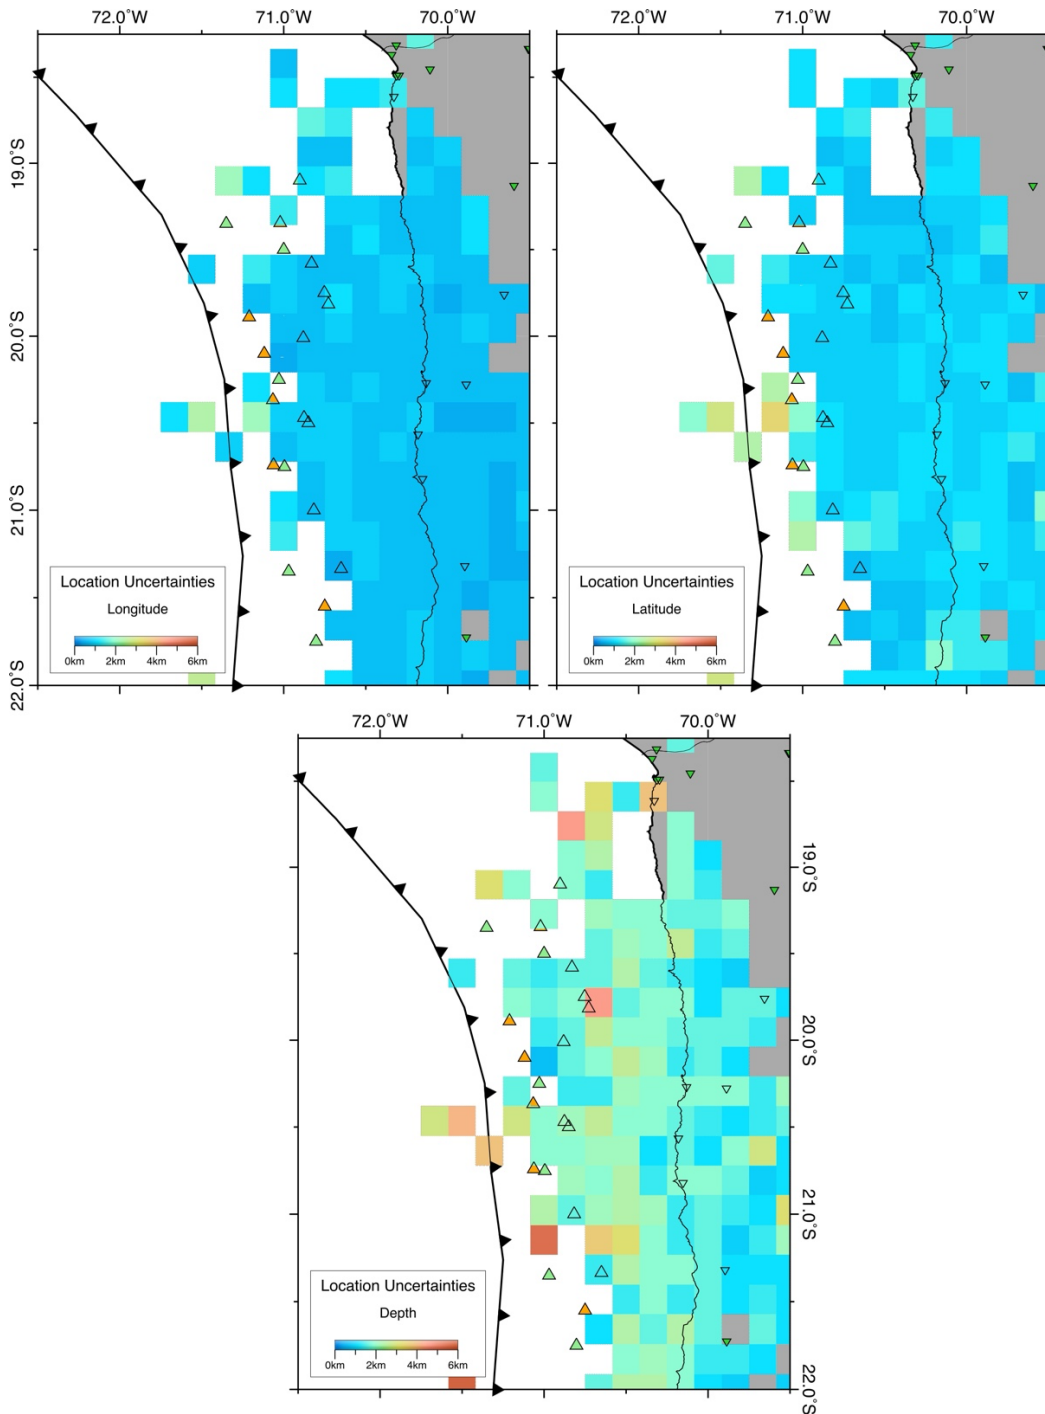 72.0˚W 71.0˚W 70.0˚W
72.0˚W 71.0˚W 70.0˚W
19.0˚S
20.0˚S
21.0˚S
22.0˚S
Location Uncertainties
Longitude
0km 2km 4km 6km
Location Uncertainties
Latitude
0km 2km 4km 6km
72.0˚W 71.0˚W 70.0˚W
19.0˚S
20.0˚S
21.0˚S
22.0˚S
Location Uncertainties
Depth
0km 2km 4km 6km